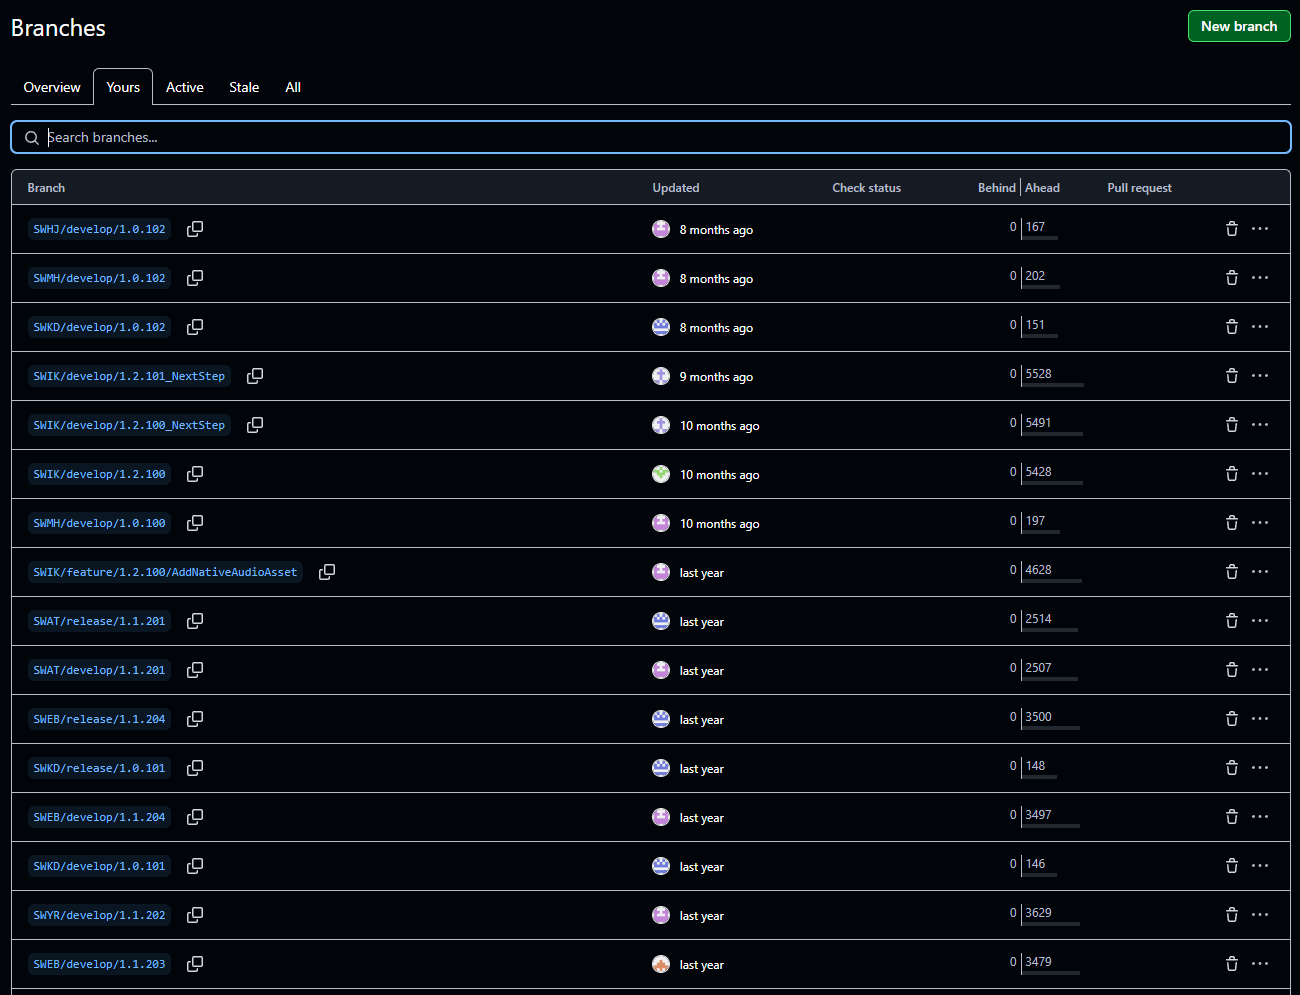 Branches
New branch
Overview Yours Active Stale All
Search branches...
Branch Updated Check status Behind Ahead Pull request
SWHJ/develop/1.0.102 8 months ago 0 167
SWMH/develop/1.0.102 8 months ago 0 202
SWKD/develop/1.0.102 8 months ago 0 151
SWIK/develop/1.2.101_NextStep 9 months ago 0 5528
SWIK/develop/1.2.100_NextStep 10 months ago 0 5491
SWIK/develop/1.2.100 10 months ago 0 5428
SWMH/develop/1.0.100 10 months ago 0 197
SWIK/feature/1.2.100/AddNativeAudioAsset last year 0 4628
SWAT/release/1.1.201 last year 0 2514
SWAT/develop/1.1.201 last year 0 2507
SWEB/release/1.1.204 last year 0 3500
SWKD/release/1.0.101 last year 0 148
SWEB/develop/1.1.204 last year 0 3497
SWKD/develop/1.0.101 last year 0 146
SWYR/develop/1.1.202 last year 0 3629
SWEB/develop/1.1.203 last year 0 3479